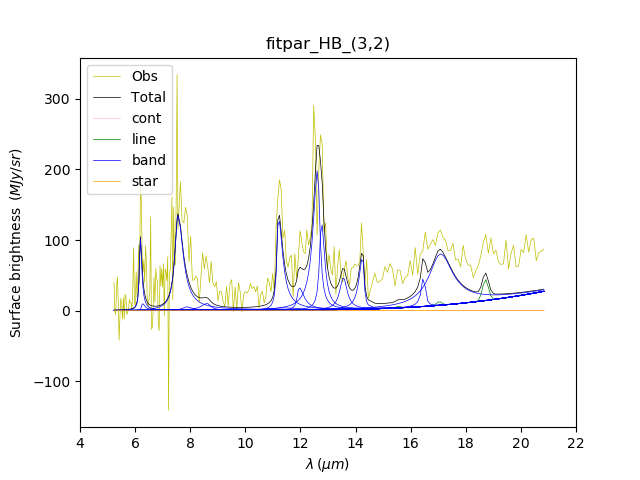 fitpar_HB_(3,2)
Obs
Total
cont
line
band
star
Surface brightness (MJy/sr)
300
200
100
0
−100
4 6 8 10 12 14 16 18 20 22
λ (μm)